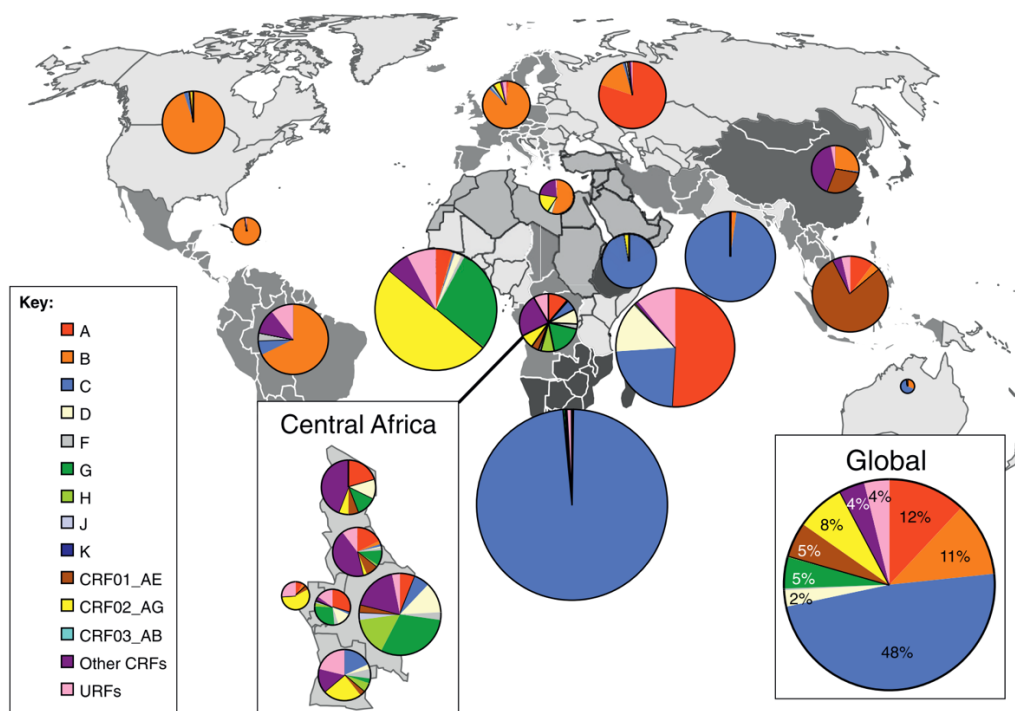 Key:
A
B
C
D
F
G
H
J
K
CRF01_AE
CRF02_AG
CRF03_AB
Other CRFs
URFs
Central Africa
Global
4%
4%
12%
8%
11%
5%
5%
2%
48%